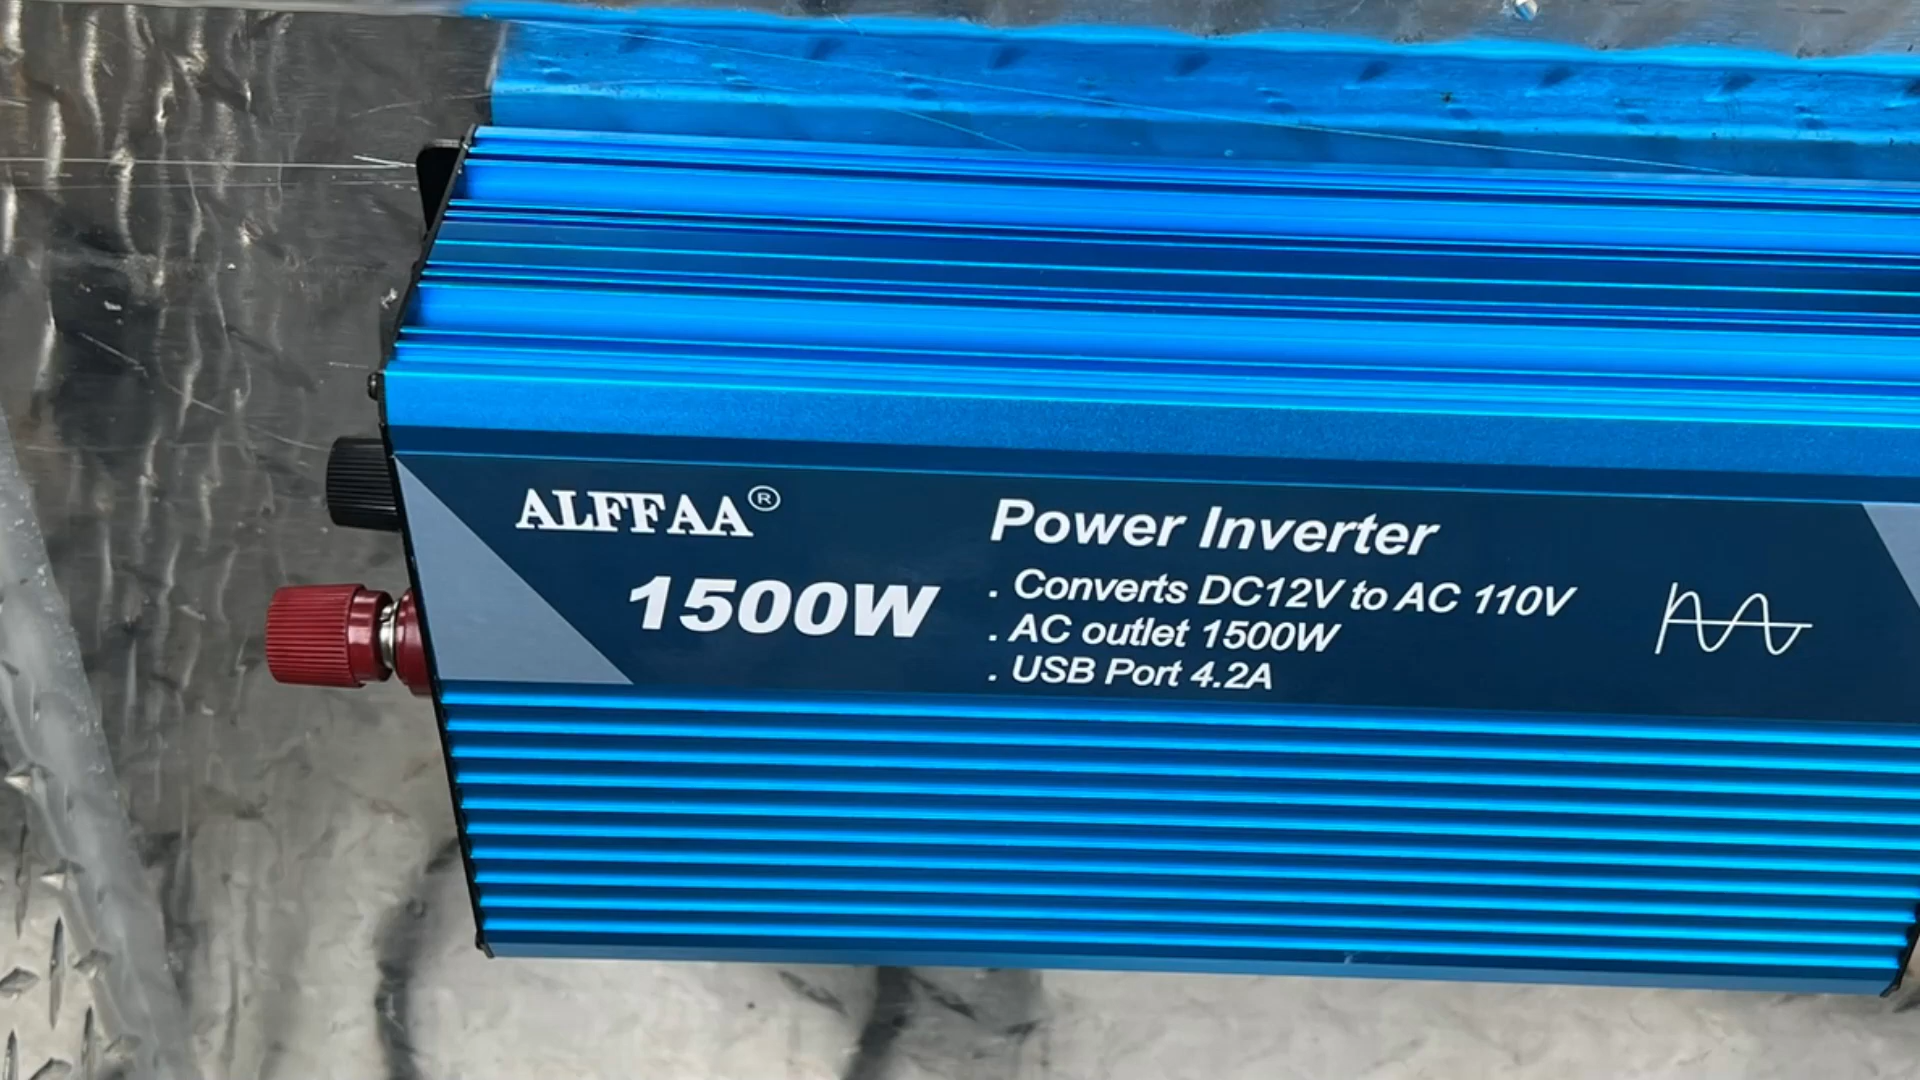 ALFFAA®
1500W
Power Inverter
. Converts DC12V to AC 110V
. AC outlet 1500W
. USB Port 4.2A